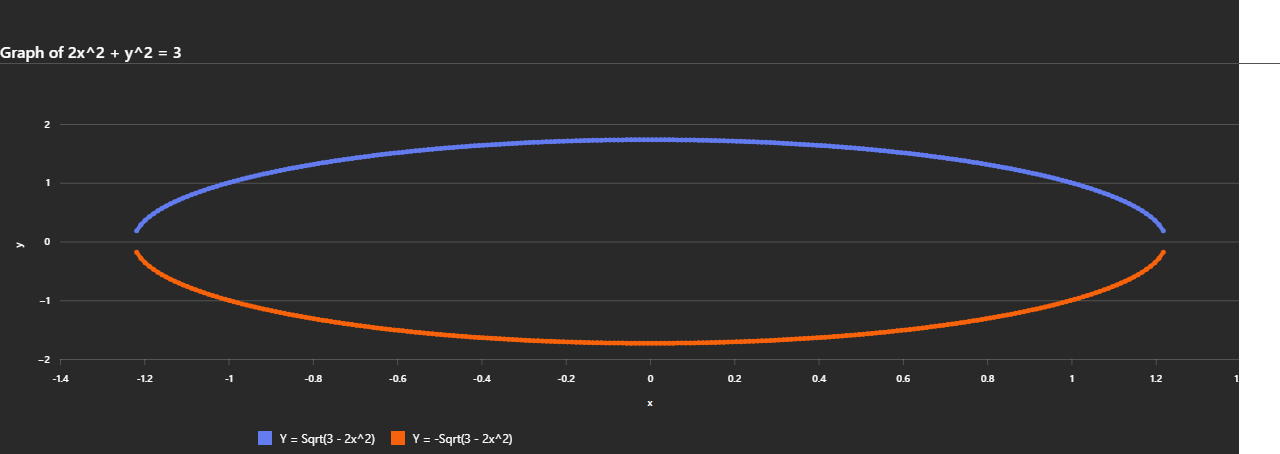 Graph of 2x^2 + y^2 = 3
2
1
0
y
-1
-2
-1.4 -1.2 -1 -0.8 -0.6 -0.4 -0.2 0 0.2 0.4 0.6 0.8 1 1.2
x
Y = Sqrt(3 - 2x^2) Y = -Sqrt(3 - 2x^2)